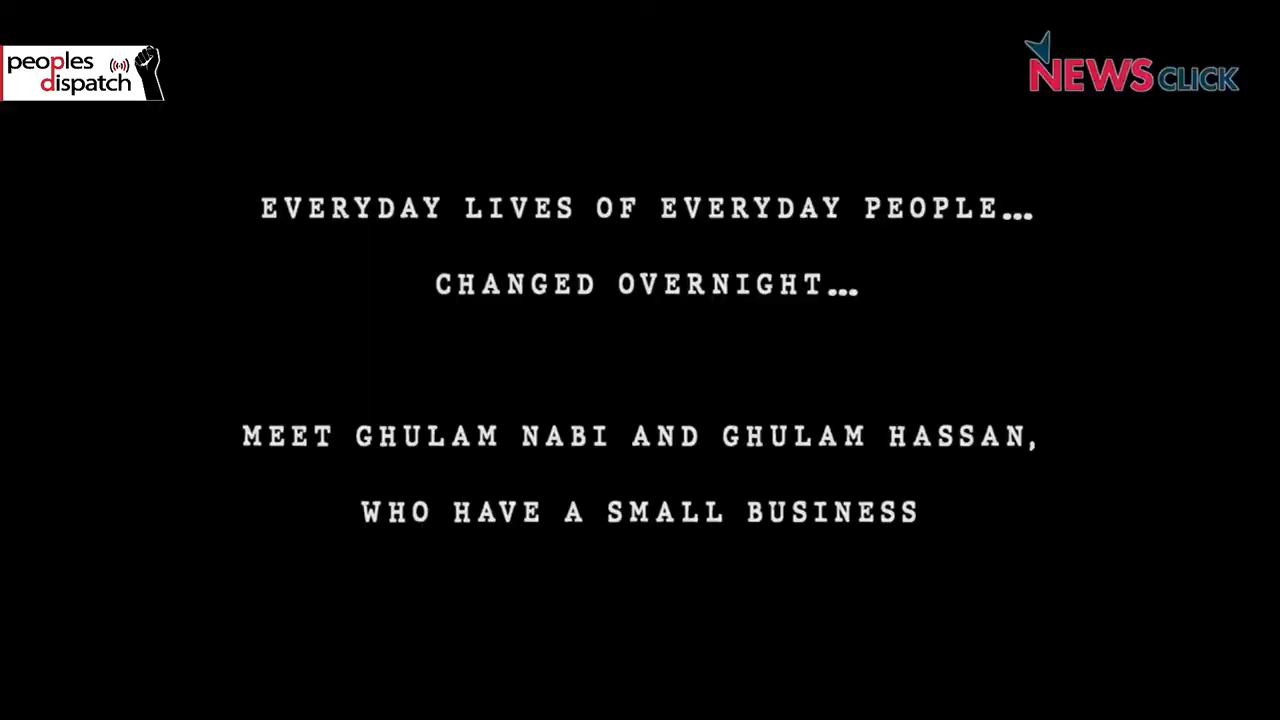 peoples
dispatch
NEWSCLICK
EVERYDAY LIVES OF EVERYDAY PEOPLE...
CHANGED OVERNIGHT...
MEET GHULAM NABI AND GHULAM HASSAN,
WHO HAVE A SMALL BUSINESS